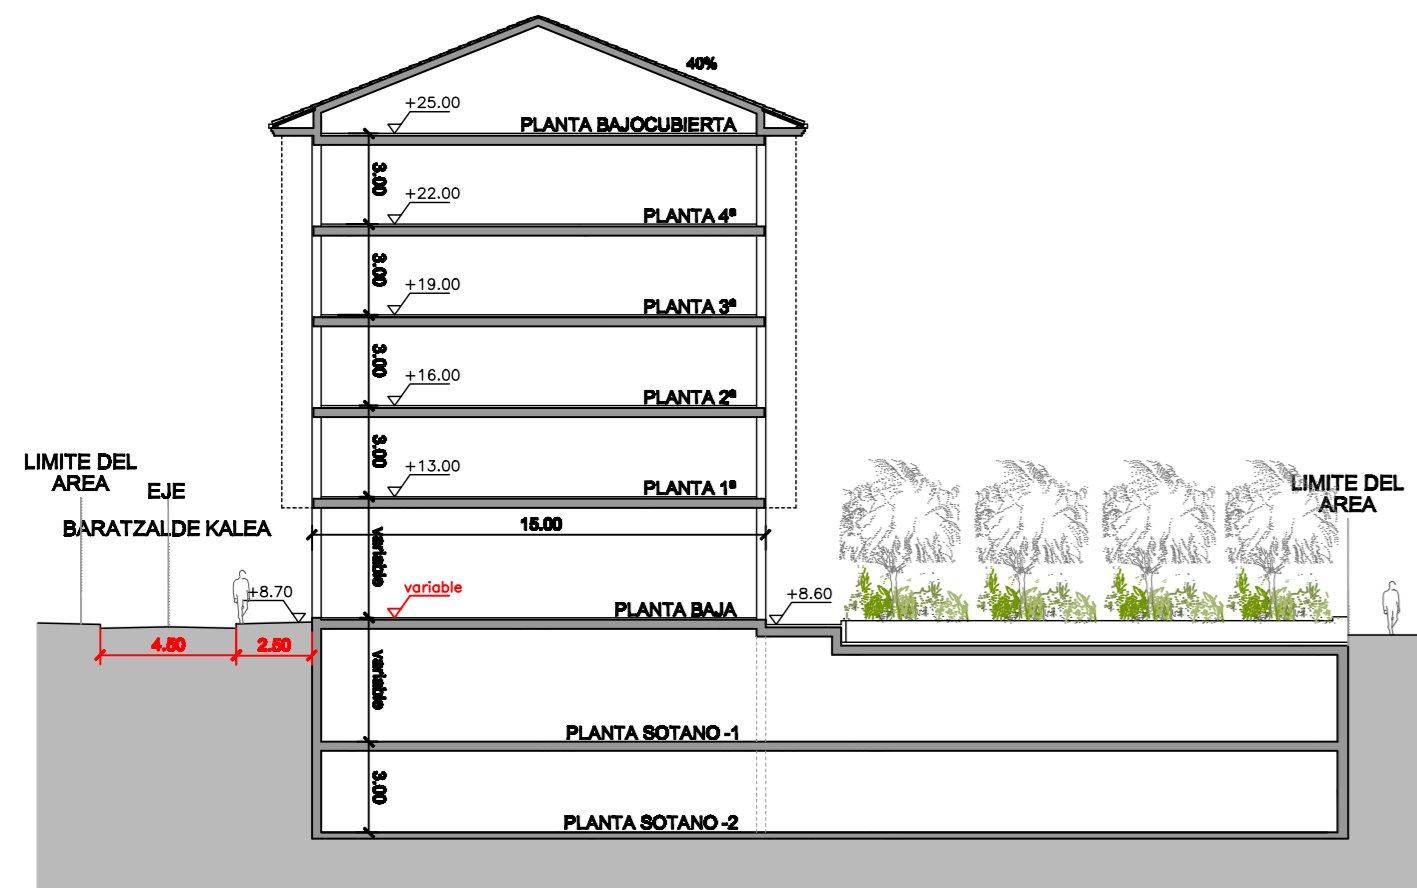 40%
+25.00
PLANTA BAJOCUBIERTA
3.00
+22.00
PLANTA 4ª
3.00
+19.00
PLANTA 3ª
3.00
+16.00
PLANTA 2ª
3.00
+13.00
PLANTA 1ª
LIMITE DEL
AREA
EJE
BARATZALDE KALEA
LIMITE DEL
AREA
15.00
variable
variable
+8.70
PLANTA BAJA
+8.60
4.50
2.50
variable
PLANTA SOTANO -1
3.00
PLANTA SOTANO -2